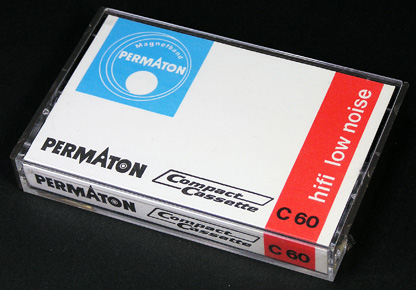 Magnetband
PERMATON
hifi low noise
PERMATON
Compact
Cassette
C 60
PERMATON
Compact
Cassette
C 60